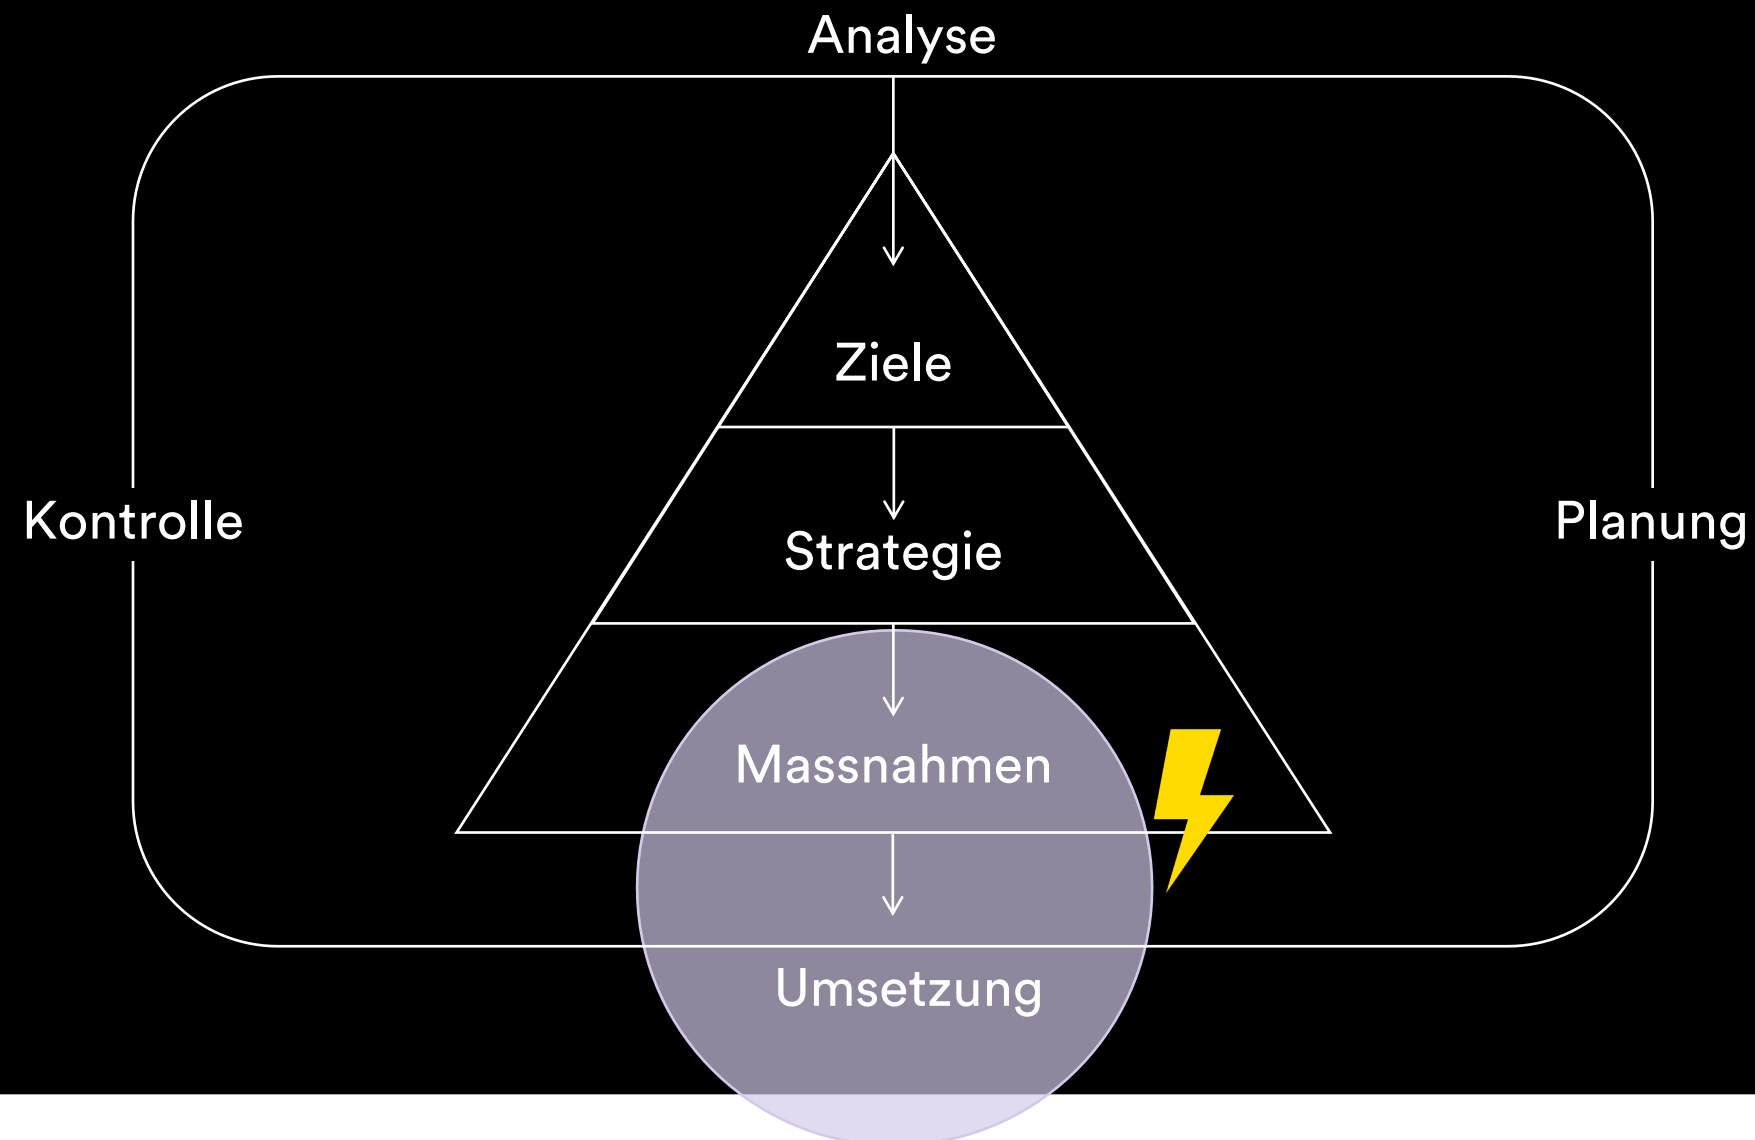 Analyse
Ziele
Kontrolle
Planung
Strategie
Massnahmen
Umsetzung